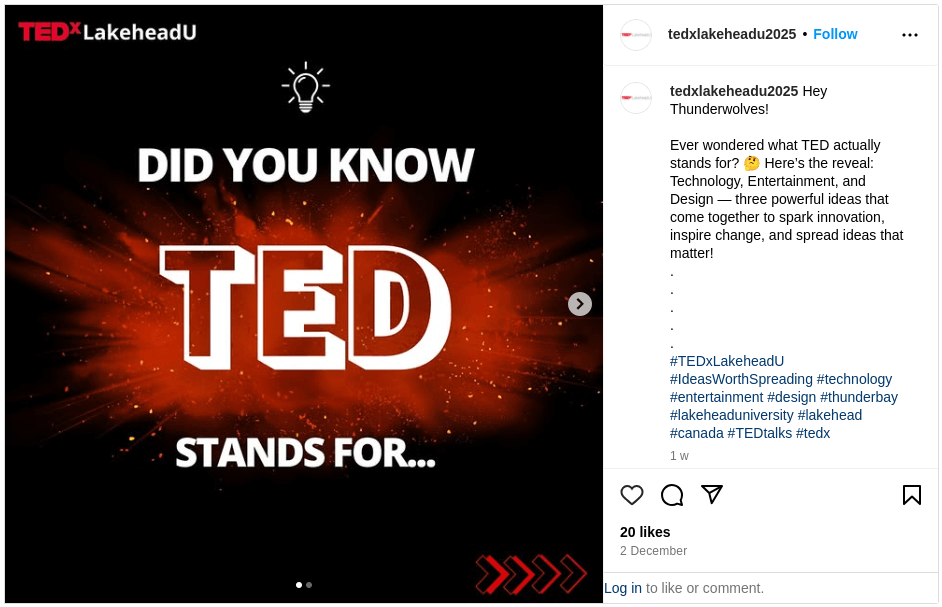 TEDxLakeheadU
DID YOU KNOW
TED
STANDS FOR...
tedxlakeheadu2025 • Follow
tedxlakeheadu2025 Hey
Thunderwolves!
Ever wondered what TED actually
stands for? 🤔 Here's the reveal:
Technology, Entertainment, and
Design — three powerful ideas that
come together to spark innovation,
inspire change, and spread ideas that
matter!
.
.
.
.
.
#TEDxLakeheadU
#IdeasWorthSpreading #technology
#entertainment #design #thunderbay
#lakeheaduniversity #lakehead
#canada #TEDtalks #tedx
1 w
20 likes
2 December
Log in to like or comment.